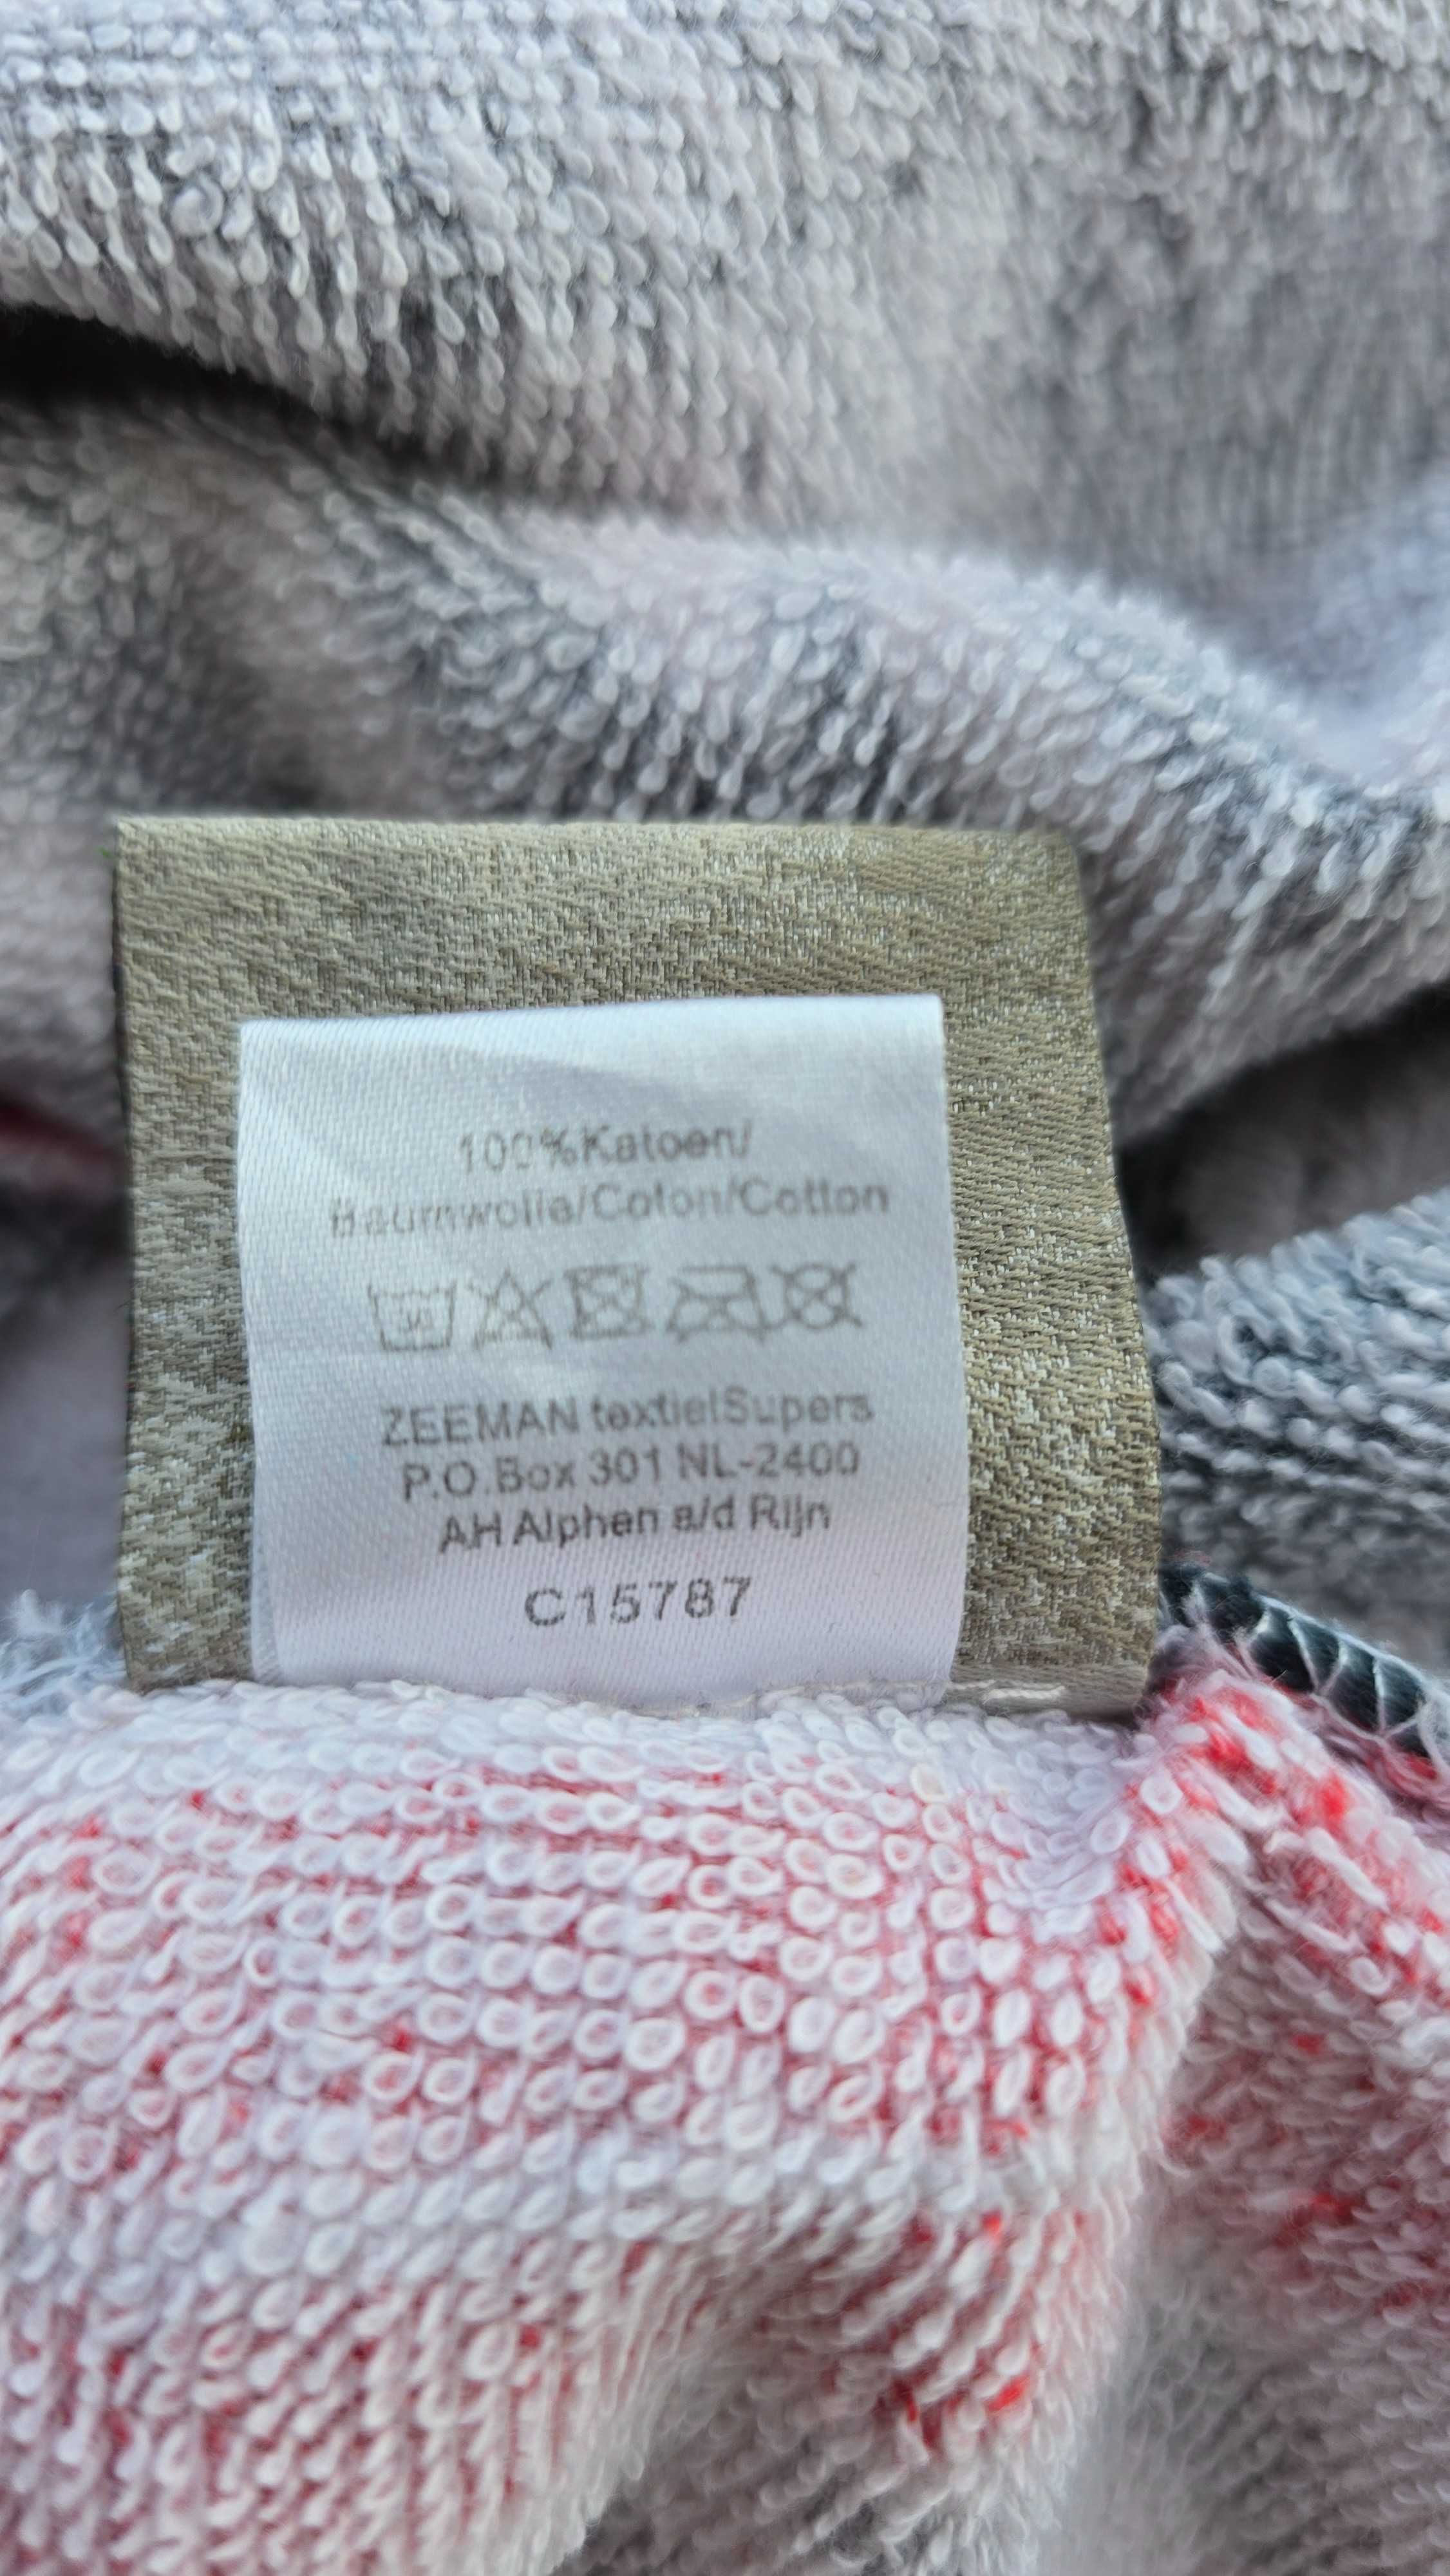 100%Katoen/
Baumwolle/Coton/Cotton
ZEEMAN textielSupers
P.O.Box 301 NL-2400
AH Alphen a/d Rijn
C15787